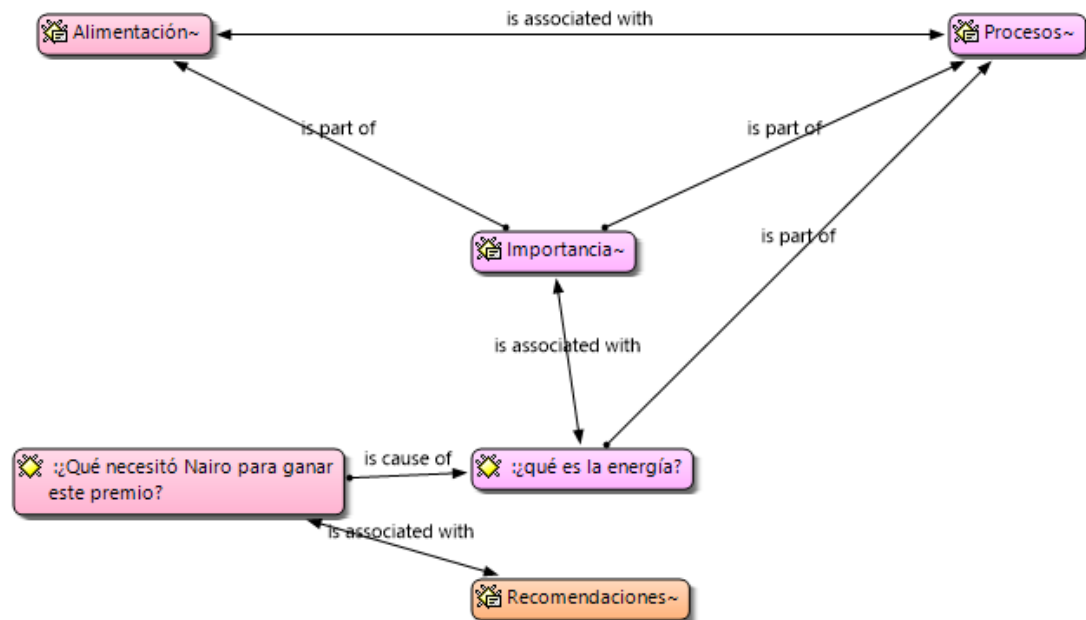 is associated with
Alimentación~
Procesos~
is part of
is part of
is part of
Importancia~
is associated with
:¿Qué necesitó Nairo para ganar
este premio?
is cause of
:¿qué es la energía?
is associated with
Recomendaciones~